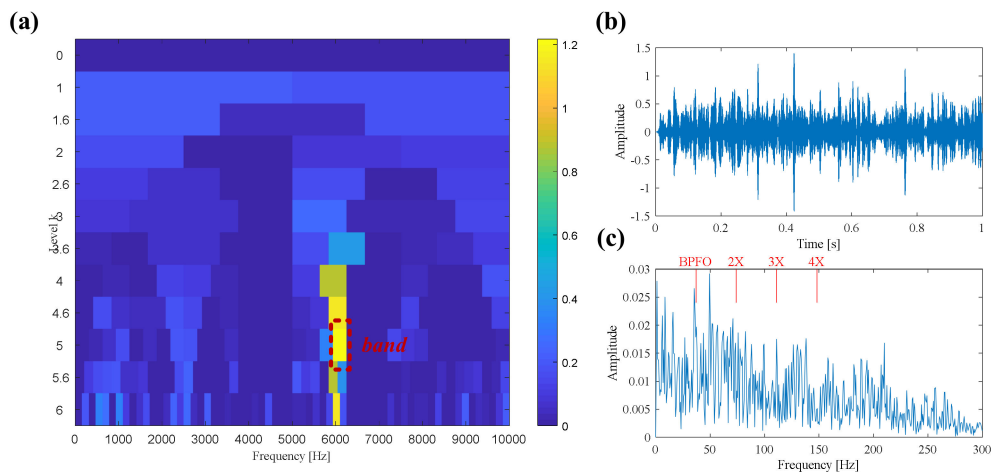 (a)
Level k
0
1
1.6
2
2.6
3
3.6
4
4.6
5
5.6
6
band
0 1000 2000 3000 4000 5000 6000 7000 8000 9000 10000
Frequency [Hz]
1.2
1
0.8
0.6
0.4
0.2
0
(b)
Amplitude
1.5
1
0.5
0
-0.5
-1
-1.5
0 0.2 0.4 0.6 0.8 1
Time [s]
(c)
BPFO 2X 3X 4X
Amplitude
0.03
0.025
0.02
0.015
0.01
0.005
0
0 50 100 150 200 250 300
Frequency [Hz]